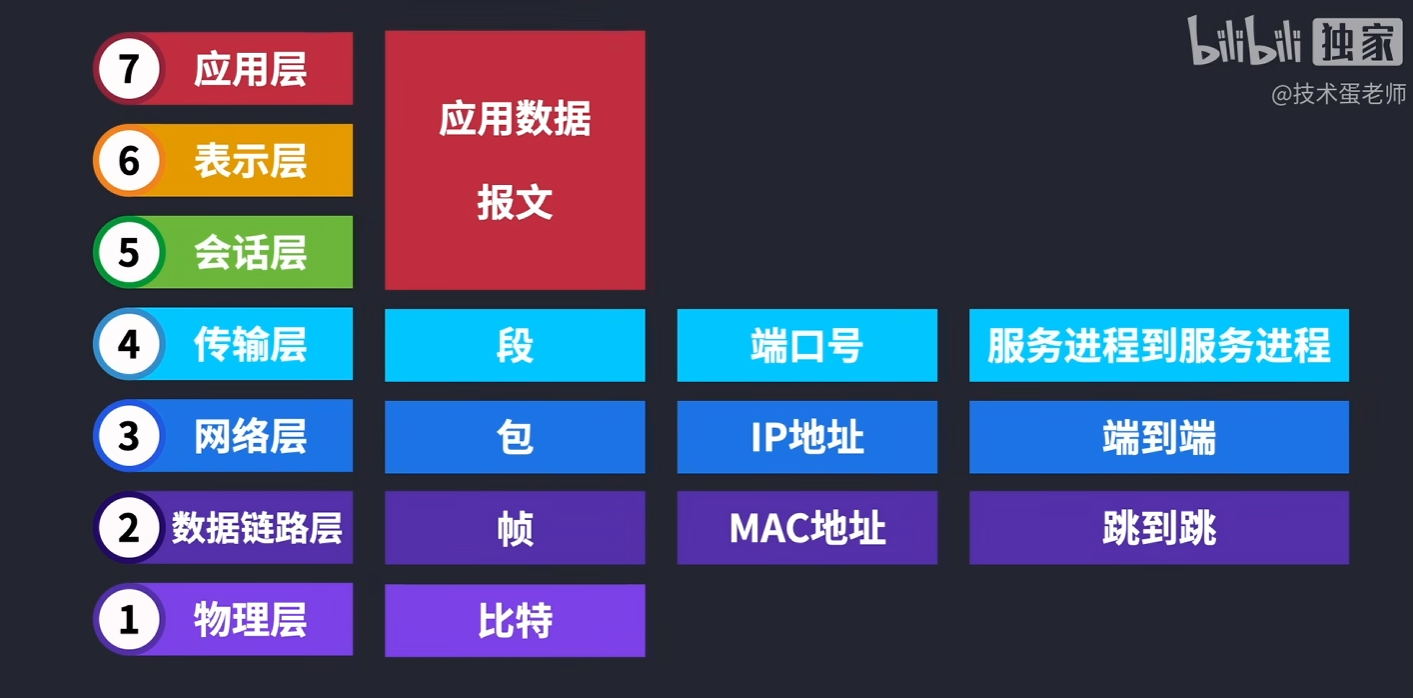 bilibili 独家
@技术蛋老师
7 应用层
应用数据
报文
6 表示层
5 会话层
4 传输层 段 端口号 服务进程到服务进程
3 网络层 包 IP地址 端到端
2 数据链路层 帧 MAC地址 跳到跳
1 物理层 比特